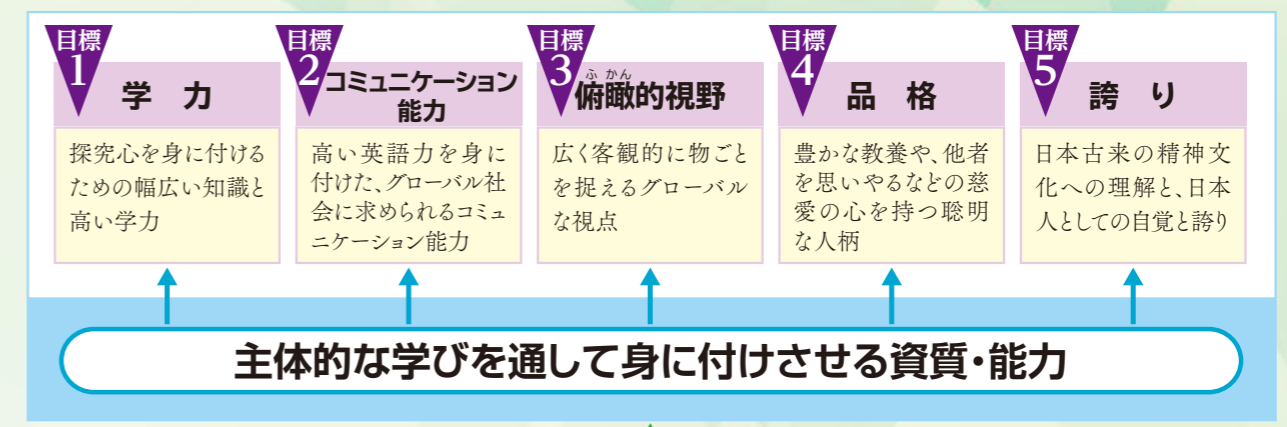 目標
1
学 力
探究心を身に付ける
ための幅広い知識と
高い学力
目標
2
コミュニケーション
能力
高い英語力を身に
付けた、グローバル社
会に求められるコミュ
ニケーション能力
目標
3
ふ かん
俯瞰的視野
広く客観的に物ごと
を捉えるグローバル
な視点
目標
4
品 格
豊かな教養や、他者
を思いやるなどの慈
愛の心を持つ聡明
な人柄
目標
5
誇 り
日本古来の精神文
化への理解と、日本
人としての自覚と誇り
主体的な学びを通して身に付けさせる資質・能力